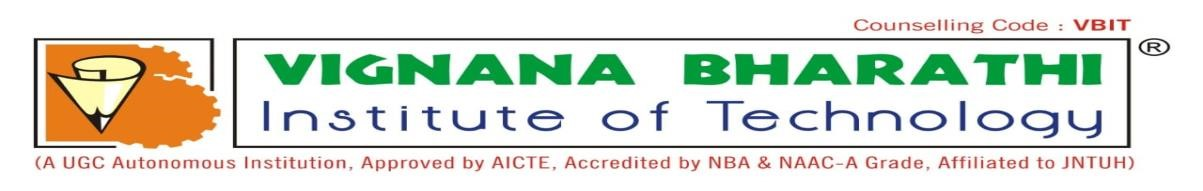 Counselling Code : VBIT
VIGNANA BHARATHI ®
Institute of Technology
(A UGC Autonomous Institution, Approved by AICTE, Accredited by NBA & NAAC-A Grade, Affiliated to JNTUH)